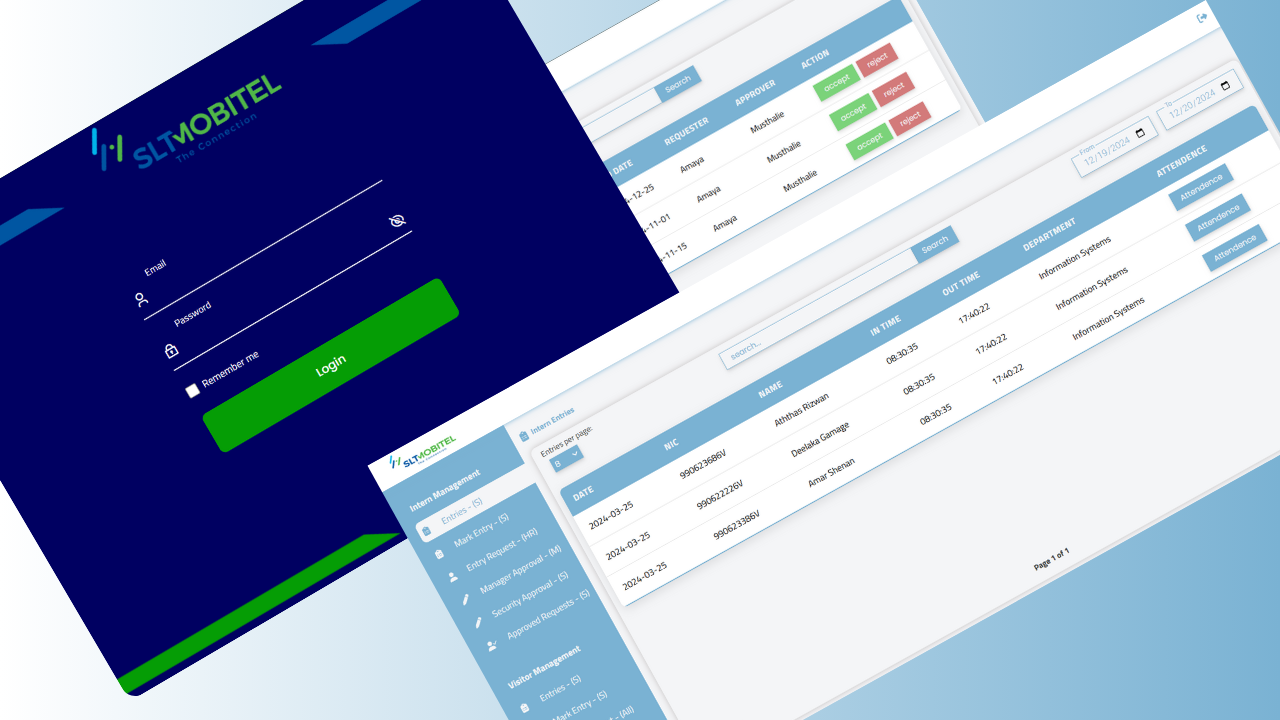 SLTMOBITEL
The Connection
Email
Password
Remember me
Login
Search
DATE REQUESTER APPROVER ACTION
-12-25 Amaya Musthalie accept reject
-11-01 Amaya Musthalie accept reject
-11-15 Amaya Musthalie accept reject
SLTMOBITEL
The Connection
Intern Management
Entries - (S)
Mark Entry - (S)
Entry Request - (HR)
Manager Approval - (M)
Security Approval - (S)
Approved Requests - (S)
Visitor Management
Entries - (S)
Mark Entry - (S)
- (All)
Intern Entries
Entries per page:
8
search...
Search
From
12/19/2024
To
12/20/2024
DATE NIC NAME IN TIME OUT TIME DEPARTMENT ATTENDENCE
2024-03-25 990623686V Aththas Rizwan 08:30:35 17:40:22 Information Systems Attendence
2024-03-25 990622226V Deelaka Gamage 08:30:35 17:40:22 Information Systems Attendence
2024-03-25 990623386V Amar Shenan 08:30:35 17:40:22 Information Systems Attendence
Page 1 of 1